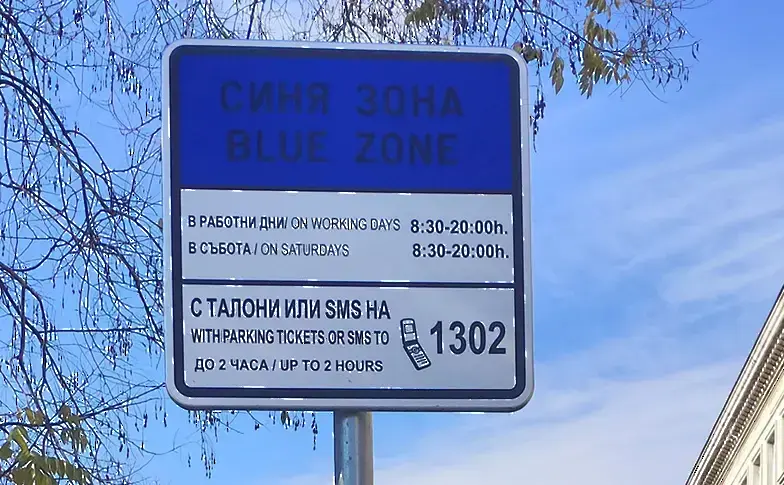 СИНЯ ЗОНА
BLUE ZONE
В РАБОТНИ ДНИ/ ON WORKING DAYS 8:30-20:00h.
В СЪБОТА / ON SATURDAYS 8:30-20:00h.
С ТАЛОНИ ИЛИ SMS НА
WITH PARKING TICKETS OR SMS TO 1302
ДО 2 ЧАСА / UP TO 2 HOURS